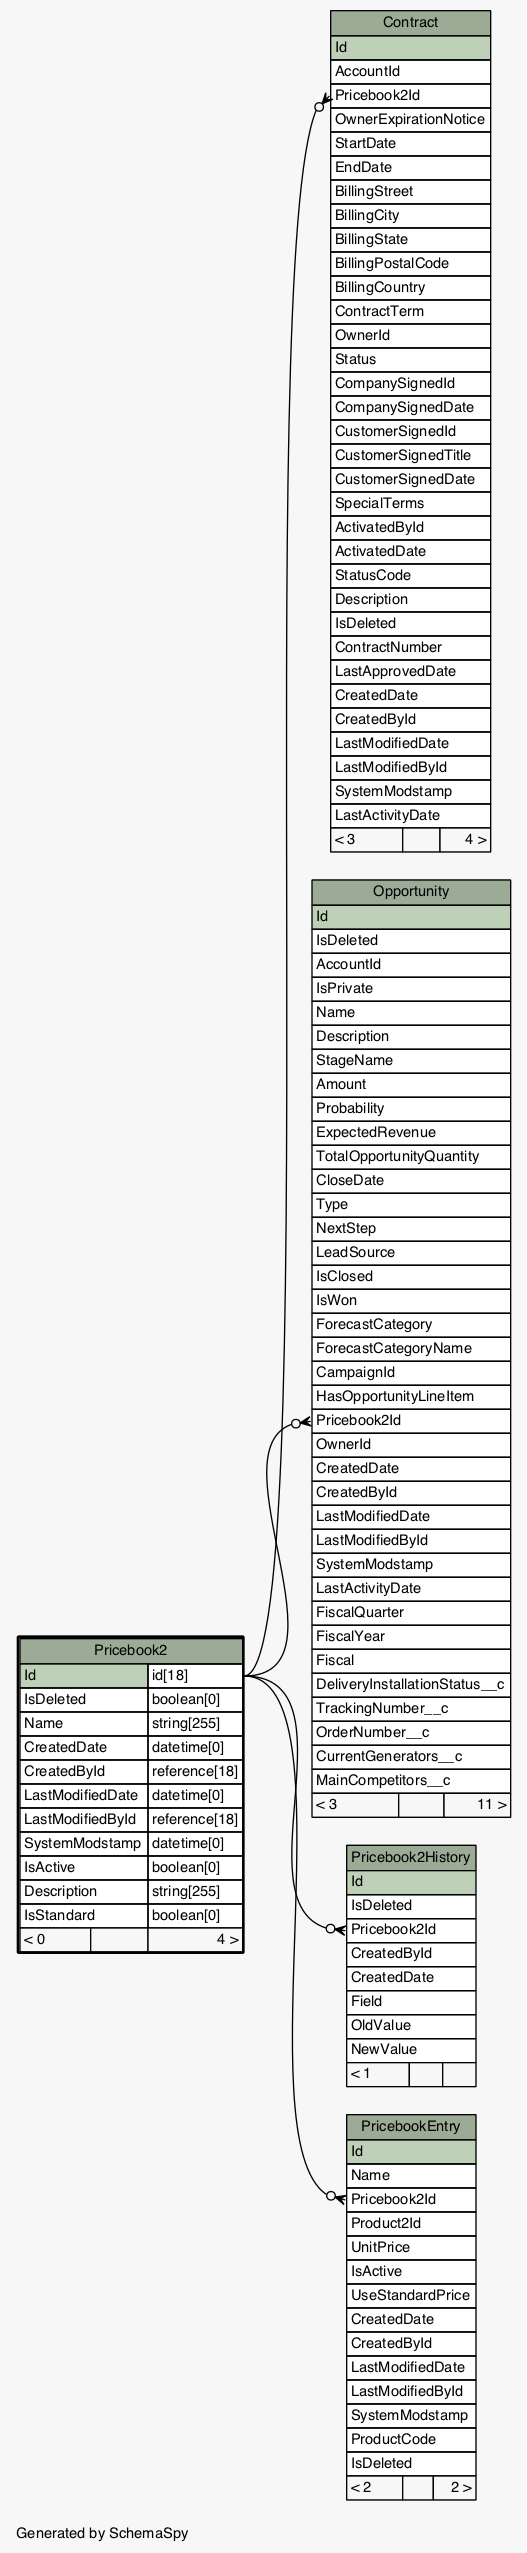 Contract
Id
AccountId
Pricebook2Id
OwnerExpirationNotice
StartDate
EndDate
BillingStreet
BillingCity
BillingState
BillingPostalCode
BillingCountry
ContractTerm
OwnerId
Status
CompanySignedId
CompanySignedDate
CustomerSignedId
CustomerSignedTitle
CustomerSignedDate
SpecialTerms
ActivatedById
ActivatedDate
StatusCode
Description
IsDeleted
ContractNumber
LastApprovedDate
CreatedDate
CreatedById
LastModifiedDate
LastModifiedById
SystemModstamp
LastActivityDate
< 3 4 >
Opportunity
Id
IsDeleted
AccountId
IsPrivate
Name
Description
StageName
Amount
Probability
ExpectedRevenue
TotalOpportunityQuantity
CloseDate
Type
NextStep
LeadSource
IsClosed
IsWon
ForecastCategory
ForecastCategoryName
CampaignId
HasOpportunityLineItem
Pricebook2Id
OwnerId
CreatedDate
CreatedById
LastModifiedDate
LastModifiedById
SystemModstamp
LastActivityDate
FiscalQuarter
FiscalYear
Fiscal
DeliveryInstallationStatus__c
TrackingNumber__c
OrderNumber__c
CurrentGenerators__c
MainCompetitors__c
< 3 11 >
Pricebook2
Id id[18]
IsDeleted boolean[0]
Name string[255]
CreatedDate datetime[0]
CreatedById reference[18]
LastModifiedDate datetime[0]
LastModifiedById reference[18]
SystemModstamp datetime[0]
IsActive boolean[0]
Description string[255]
IsStandard boolean[0]
< 0 4 >
Pricebook2History
Id
IsDeleted
Pricebook2Id
CreatedById
CreatedDate
Field
OldValue
NewValue
< 1
PricebookEntry
Id
Name
Pricebook2Id
Product2Id
UnitPrice
IsActive
UseStandardPrice
CreatedDate
CreatedById
LastModifiedDate
LastModifiedById
SystemModstamp
ProductCode
IsDeleted
< 2 2 >
Generated by SchemaSpy